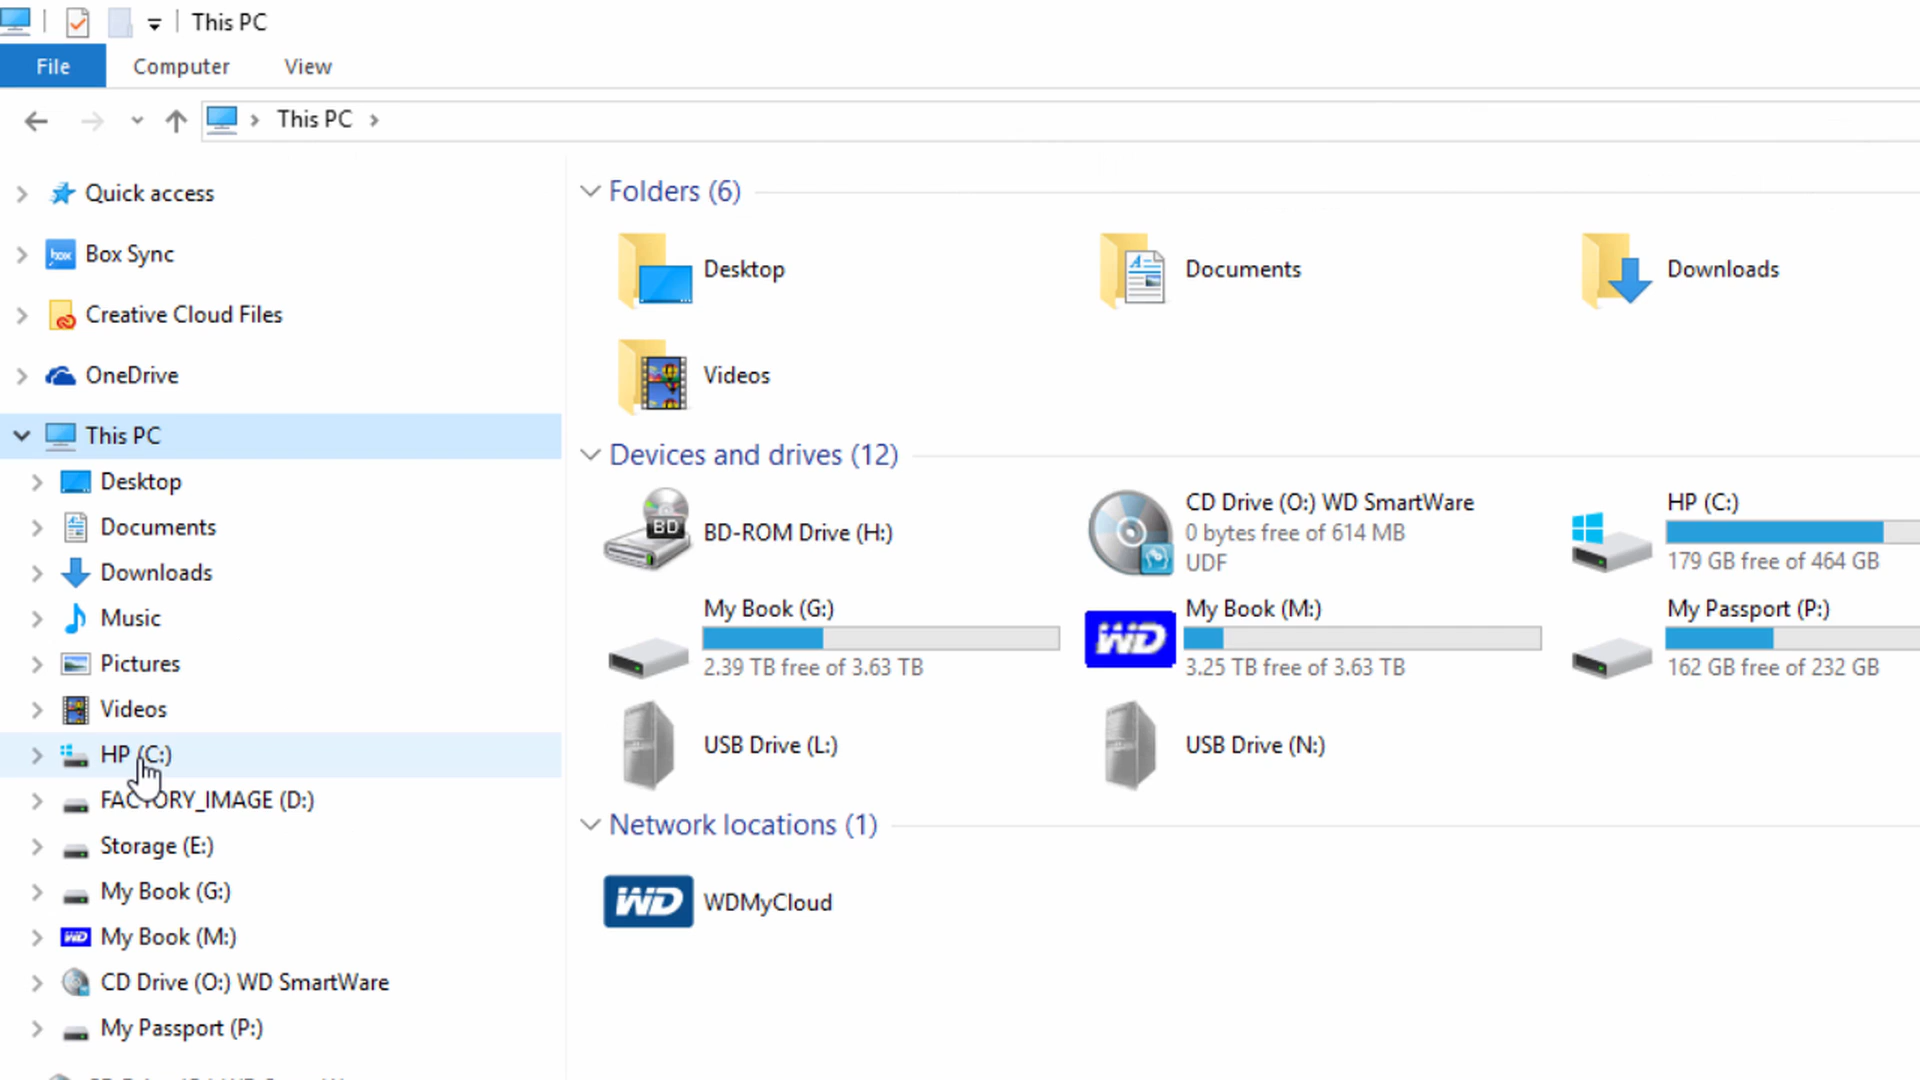 This PC
File Computer View
This PC
Quick access
Box Sync
Creative Cloud Files
OneDrive
This PC
Desktop
Documents
Downloads
Music
Pictures
Videos
HP (C:)
FACTORY_IMAGE (D:)
Storage (E:)
My Book (G:)
My Book (M:)
CD Drive (O:) WD SmartWare
My Passport (P:)
Folders (6)
Desktop
Documents
Downloads
Videos
Devices and drives (12)
BD
BD-ROM Drive (H:)
CD Drive (O:) WD SmartWare
0 bytes free of 614 MB
UDF
HP (C:)
179 GB free of 464 GB
My Book (G:)
2.39 TB free of 3.63 TB
WD
My Book (M:)
3.25 TB free of 3.63 TB
My Passport (P:)
162 GB free of 232 GB
USB Drive (L:)
USB Drive (N:)
Network locations (1)
WD
WDMyCloud